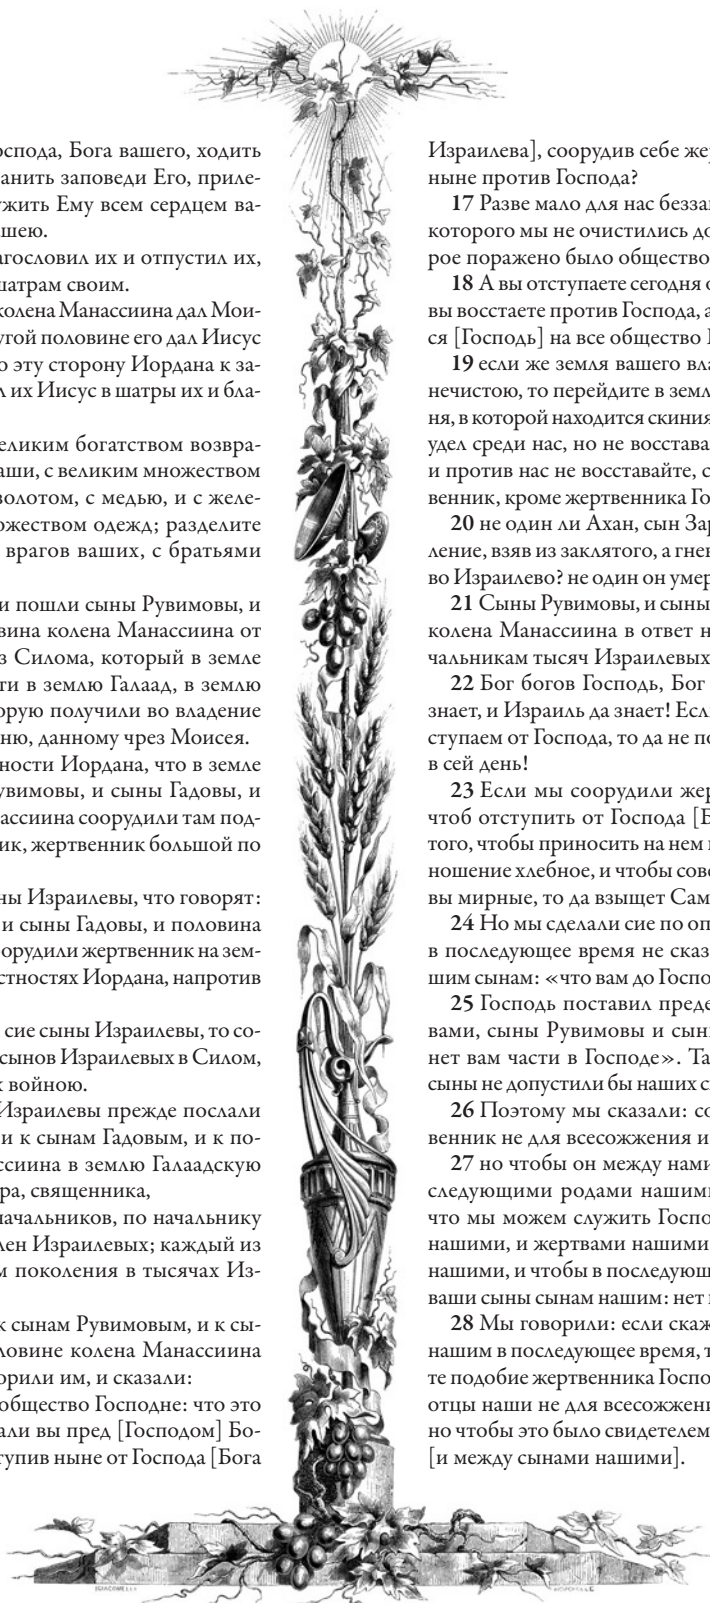 оспода, Бога вашего, ходить
анить заповеди Его, приле-
жить Ему всем сердцем ва-
шею.
агословил их и отпустил их,
шатрам своим.
колена Манассиина дал Мои-
угой половине его дал Иисус
о эту сторону Иордана к за-
л их Иисус в шатры их и бла-
еликим богатством возвра-
аши, с великим множеством
золотом, с медью, и с желе-
ожеством одежд; разделите
врагов ваших, с братьями
и пошли сыны Рувимовы, и
вина колена Манассиина от
з Силома, который в земле
ти в землю Галаад, в землю
орую получили во владение
ню, данному чрез Моисея.
ности Иордана, что в земле
увимовы, и сыны Гадовы, и
ассиина соорудили там под-
ик, жертвенник большой по
ны Израилевы, что говорят:
и сыны Гадовы, и половина
орудили жертвенник на зем-
стностях Иордана, напротив
сие сыны Израилевы, то со-
сынов Израилевых в Силом,
к войною.
Израилевы прежде послали
и к сынам Гадовым, и к по-
ссиина в землю Галаадскую
ра, священника,
начальников, по начальнику
лен Израилевых; каждый из
м поколения в тысячах Из-
к сынам Рувимовым, и к сы-
ловине колена Манассиина
орили им, и сказали:
общество Господне: что это
али вы пред [Господом] Бо-
тупив ныне от Господа [Бога
Израилева], соорудив себе же
ныне против Господа?
17 Разве мало для нас безза
которого мы не очистились до
рое поражено было общество
18 А вы отступаете сегодня о
вы восстаете против Господа, а
ся [Господь] на все общество
19 если же земля вашего вла
нечистою, то перейдите в земл
ня, в которой находится скиния
удел среди нас, но не восстава
и против нас не восставайте, с
венник, кроме жертвенника Го
20 не один ли Ахан, сын Зар
ление, взяв из заклятого, а гнев
во Израилево? не один он умер
21 Сыны Рувимовы, и сыны
колена Манассиина в ответ н
чальникам тысяч Израилевых
22 Бог богов Господь, Бог
знает, и Израиль да знает! Если
ступаем от Господа, то да не по
в сей день!
23 Если мы соорудили жер
чтоб отступить от Господа [Б
того, чтобы приносить на нем
ношение хлебное, и чтобы сове
вы мирные, то да взыщет Сам
24 Но мы сделали сие по оп
в последующее время не сказ
шим сынам: «что вам до Госпо
25 Господь поставил преде
вами, сыны Рувимовы и сын
нет вам части в Господе». Та
сыны не допустили бы наших с
26 Поэтому мы сказали: со
венник не для всесожжения и
27 но чтобы он между нами
следующими родами нашими
что мы можем служить Госпо
нашими, и жертвами нашими
нашими, и чтобы в последующ
ваши сыны сынам нашим: нет
28 Мы говорили: если скаж
нашим в последующее время, т
те подобие жертвенника Госпо
отцы наши не для всесожжени
но чтобы это было свидетелем
[и между сынами нашими].